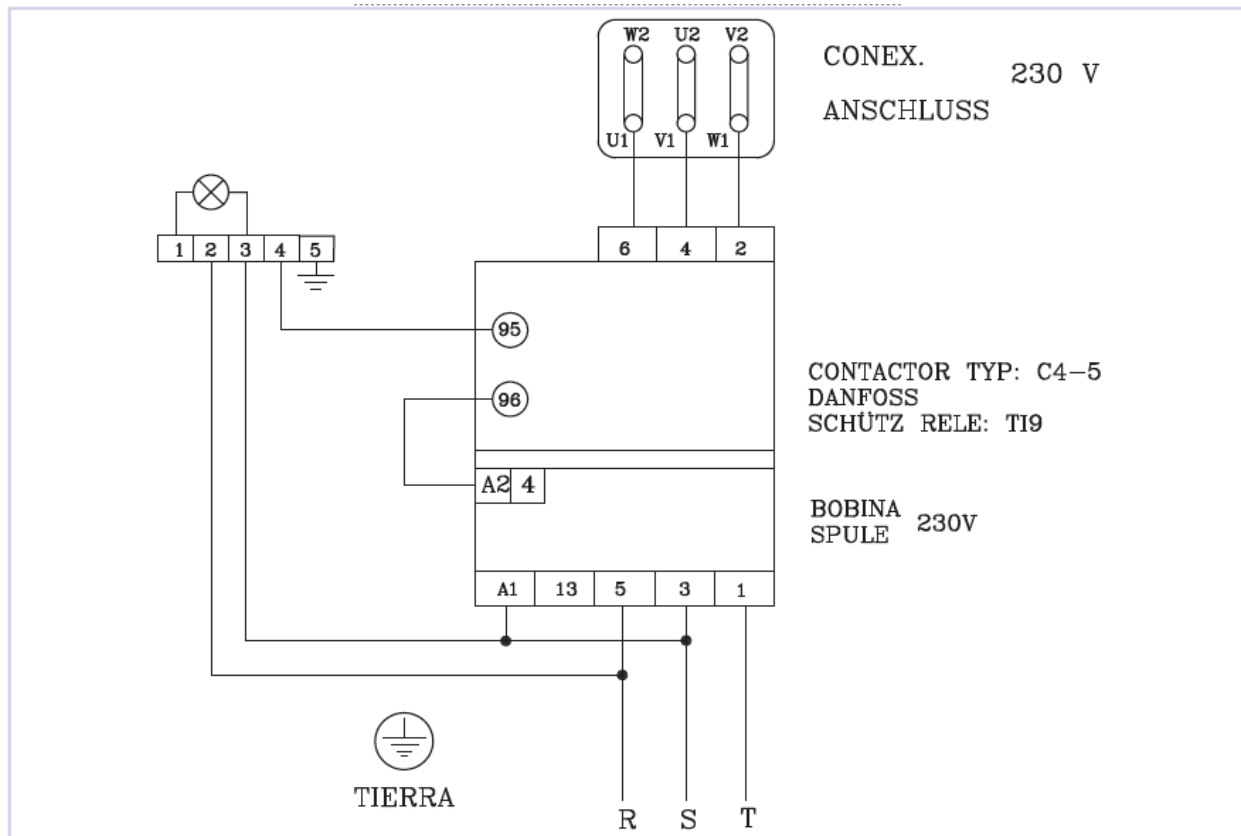 W2 U2 V2
U1 V1 W1
CONEX. 230 V
ANSCHLUSS
1 2 3 4 5
6 4 2
95
96
CONTACTOR TYP: C4-5
DANFOSS
SCHÜTZ RELE: TI9
A2 4
BOBINA
SPULE 230V
A1 13 5 3 1
TIERRA
R S T